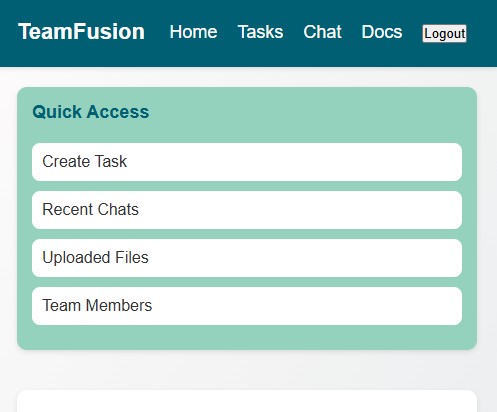 TeamFusion Home Tasks Chat Docs Logout
Quick Access
Create Task
Recent Chats
Uploaded Files
Team Members